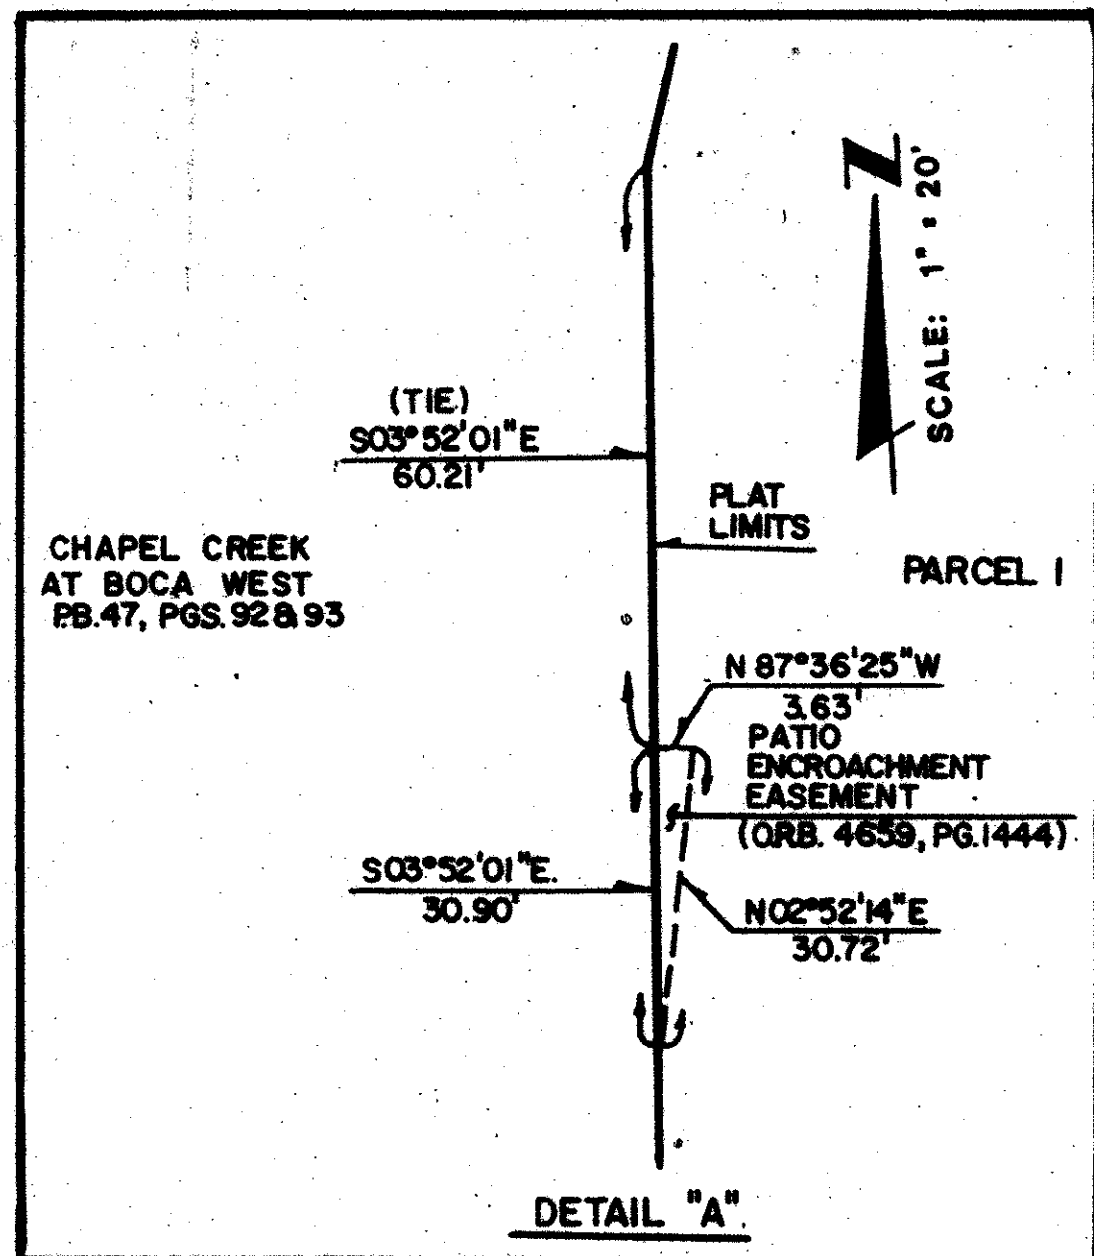 Z
SCALE: 1" = 20'
(TIE)
S03°52'01"E
60.21'
PLAT
LIMITS
CHAPEL CREEK
AT BOCA WEST
P.B.47, PGS. 92 & 93
PARCEL 1
N 87°36'25"W
3.63'
PATIO
ENCROACHMENT
EASEMENT
(O.R.B. 4659, PG.1444)
S03°52'01"E.
30.90'
N02°52'14"E
30.72'
DETAIL "A".